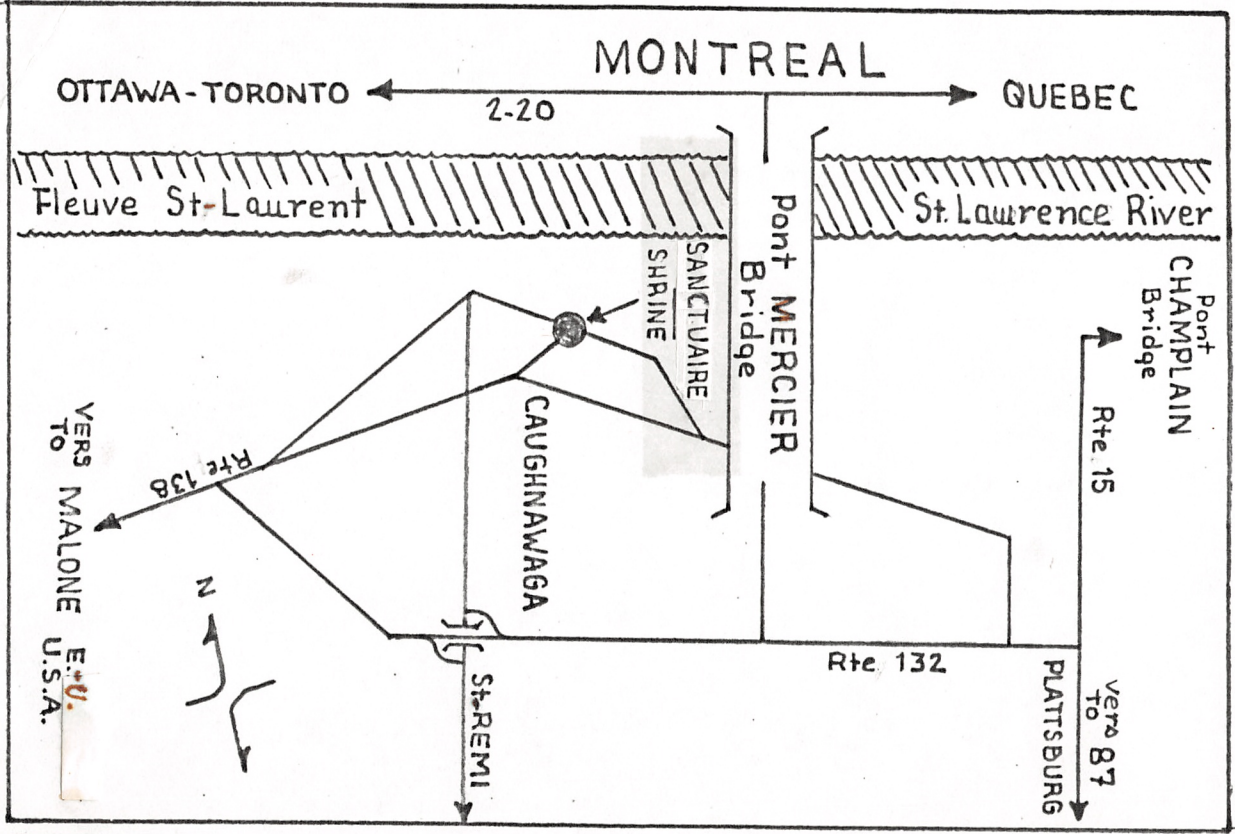 MONTREAL
OTTAWA-TORONTO
2-20
QUEBEC
Fleuve St-Laurent
St. Lawrence River
Pont MERCIER
Bridge
SANCTUAIRE
SHRINE
Pont
CHAMPLAIN
Bridge
Rte. 15
CAUGHNAWAGA
Rte 138
VERS
TO
MALONE
E.-U.
U.S.A.
N
St-REMI
Rte 132
vers
to 87
PLATTSBURG